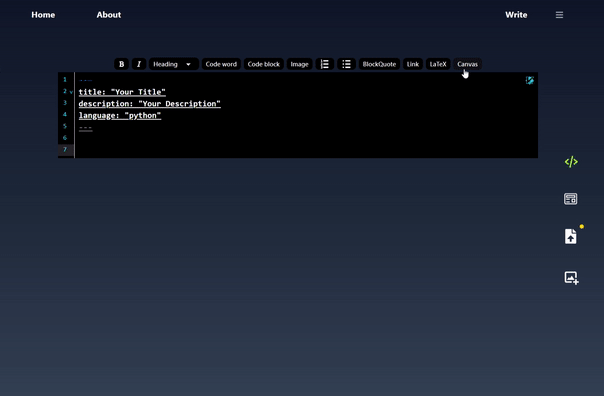 Home About Write
B I Heading Code word Code block Image BlockQuote Link LaTeX Canvas
1 ---
2 title: "Your Title"
3 description: "Your Description"
4 language: "python"
5 ---
6
7